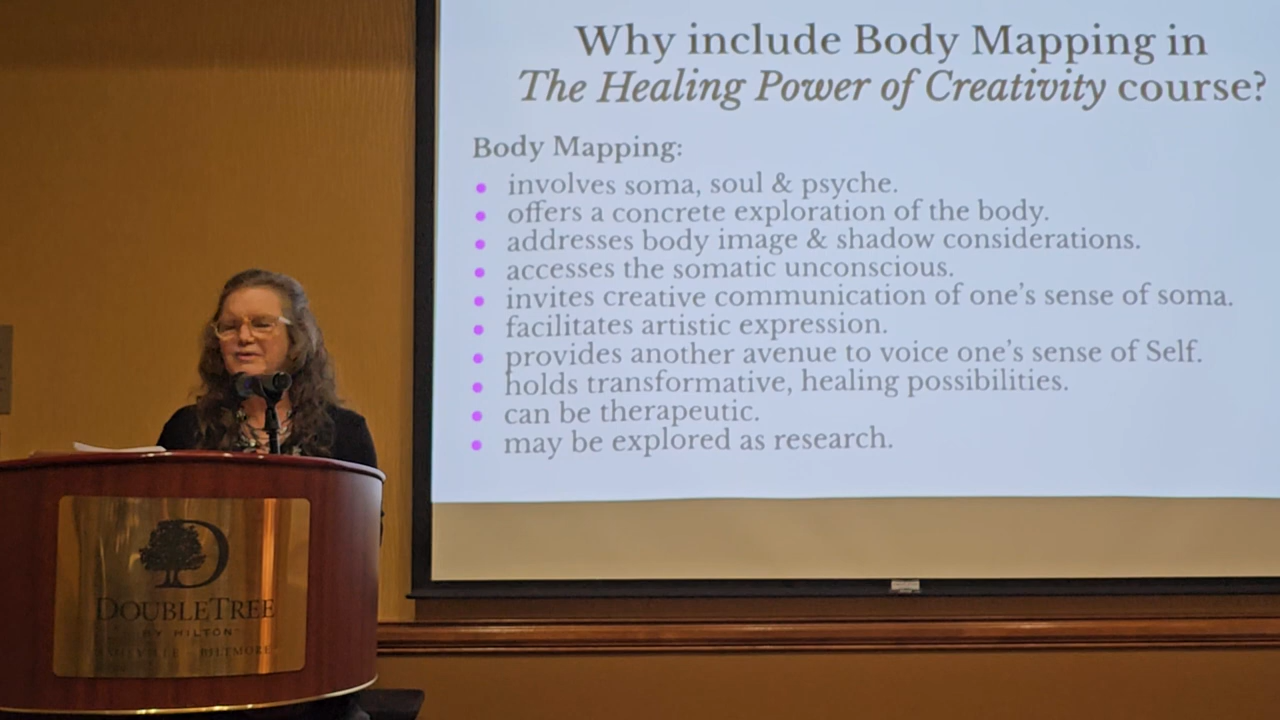 Why include Body Mapping in
The Healing Power of Creativity course?
Body Mapping:
• involves soma, soul & psyche.
• offers a concrete exploration of the body.
• addresses body image & shadow considerations.
• accesses the somatic unconscious.
• invites creative communication of one's sense of soma.
• facilitates artistic expression.
• provides another avenue to voice one's sense of Self.
• holds transformative, healing possibilities.
• can be therapeutic.
• may be explored as research.
D
DOUBLETREE
BY HILTON™
BILTMORE